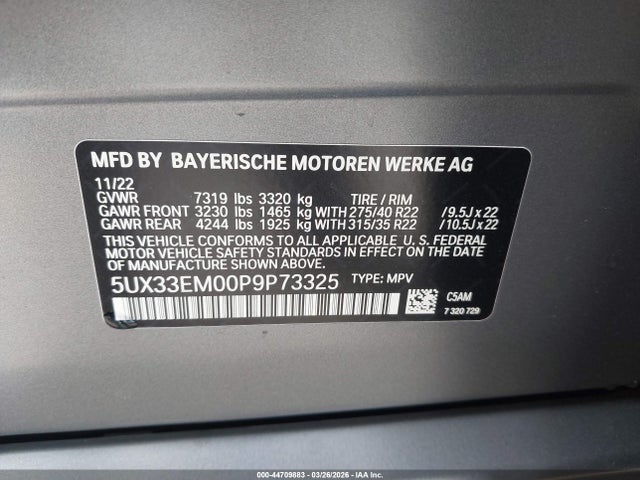 MFD BY BAYERISCHE MOTOREN WERKE AG
11/22
GVWR 7319 lbs 3320 kg TIRE / RIM
GAWR FRONT 3230 lbs 1465 kg WITH 275/40 R22 / 9.5J x 22
GAWR REAR 4244 lbs 1925 kg WITH 315/35 R22 / 10.5J x 22
THIS VEHICLE CONFORMS TO ALL APPLICABLE U. S. FEDERAL
MOTOR VEHICLE SAFETY STANDARDS IN EFFECT ON THE
DATE OF MANUFACTURE SHOWN ABOVE.
5UX33EM00P9P73325 TYPE: MPV
C5AM
7 320 729
000-44709883 | 03/26/2026 | IAA Inc.